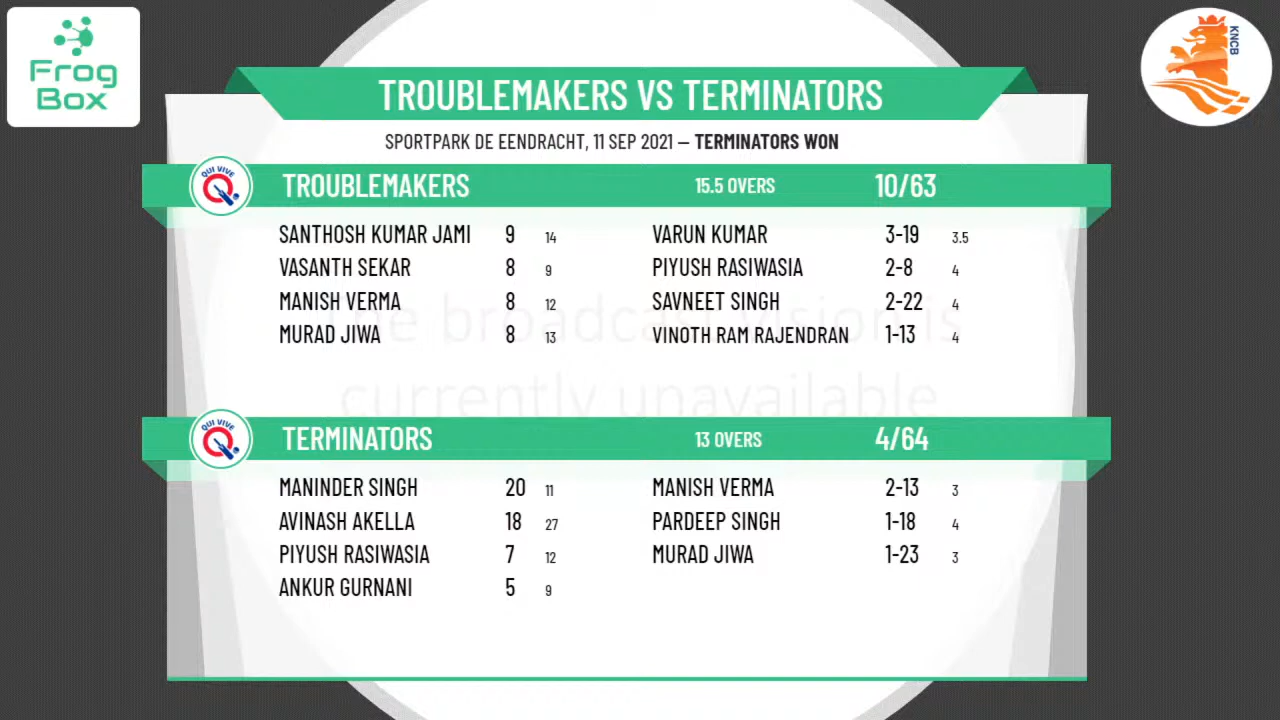 Frog
Box
KNCB
TROUBLEMAKERS VS TERMINATORS
SPORTPARK DE EENDRACHT, 11 SEP 2021 – TERMINATORS WON
QUI VIVE
TROUBLEMAKERS 15.5 OVERS 10/63
SANTHOSH KUMAR JAMI 9 14 VARUN KUMAR 3-19 3.5
VASANTH SEKAR 8 9 PIYUSH RASIWASIA 2-8 4
MANISH VERMA 8 12 SAVNEET SINGH 2-22 4
MURAD JIWA 8 13 VINOTH RAM RAJENDRAN 1-13 4
The broadcast vision is
currently unavailable
QUI VIVE
TERMINATORS 13 OVERS 4/64
MANINDER SINGH 20 11 MANISH VERMA 2-13 3
AVINASH AKELLA 18 27 PARDEEP SINGH 1-18 4
PIYUSH RASIWASIA 7 12 MURAD JIWA 1-23 3
ANKUR GURNANI 5 9